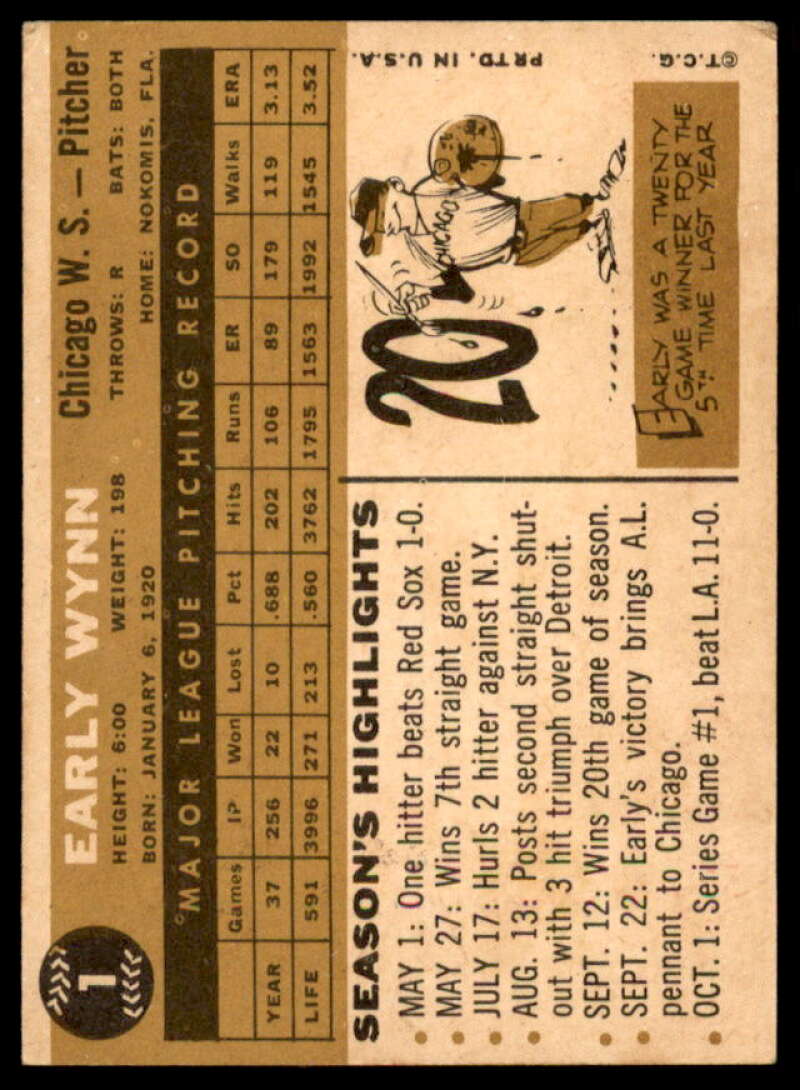 1
EARLY WYNN
Chicago W. S. — Pitcher
HEIGHT: 6:00 WEIGHT: 198 THROWS: R BATS: BOTH
BORN: JANUARY 6, 1920 HOME: NOKOMIS, FLA.
MAJOR LEAGUE PITCHING RECORD
Games IP Won Lost Pct Hits Runs ER SO Walks ERA
YEAR 37 256 22 10 .688 202 106 89 179 119 3.13
LIFE 591 3996 271 213 .560 3762 1795 1563 1992 1545 3.52
SEASON'S HIGHLIGHTS
MAY 1: One hitter beats Red Sox 1-0.
MAY 27: Wins 7th straight game.
JULY 17: Hurls 2 hitter against N.Y.
AUG. 13: Posts second straight shut-
out with 3 hit triumph over Detroit.
SEPT. 12: Wins 20th game of season.
SEPT. 22: Early's victory brings A.L.
pennant to Chicago.
OCT. 1: Series Game #1, beat L.A. 11-0.
20
CHICAGO
EARLY WAS A TWENTY
GAME WINNER FOR THE
5TH TIME LAST YEAR
©T.C.G. PRTD. IN U.S.A.